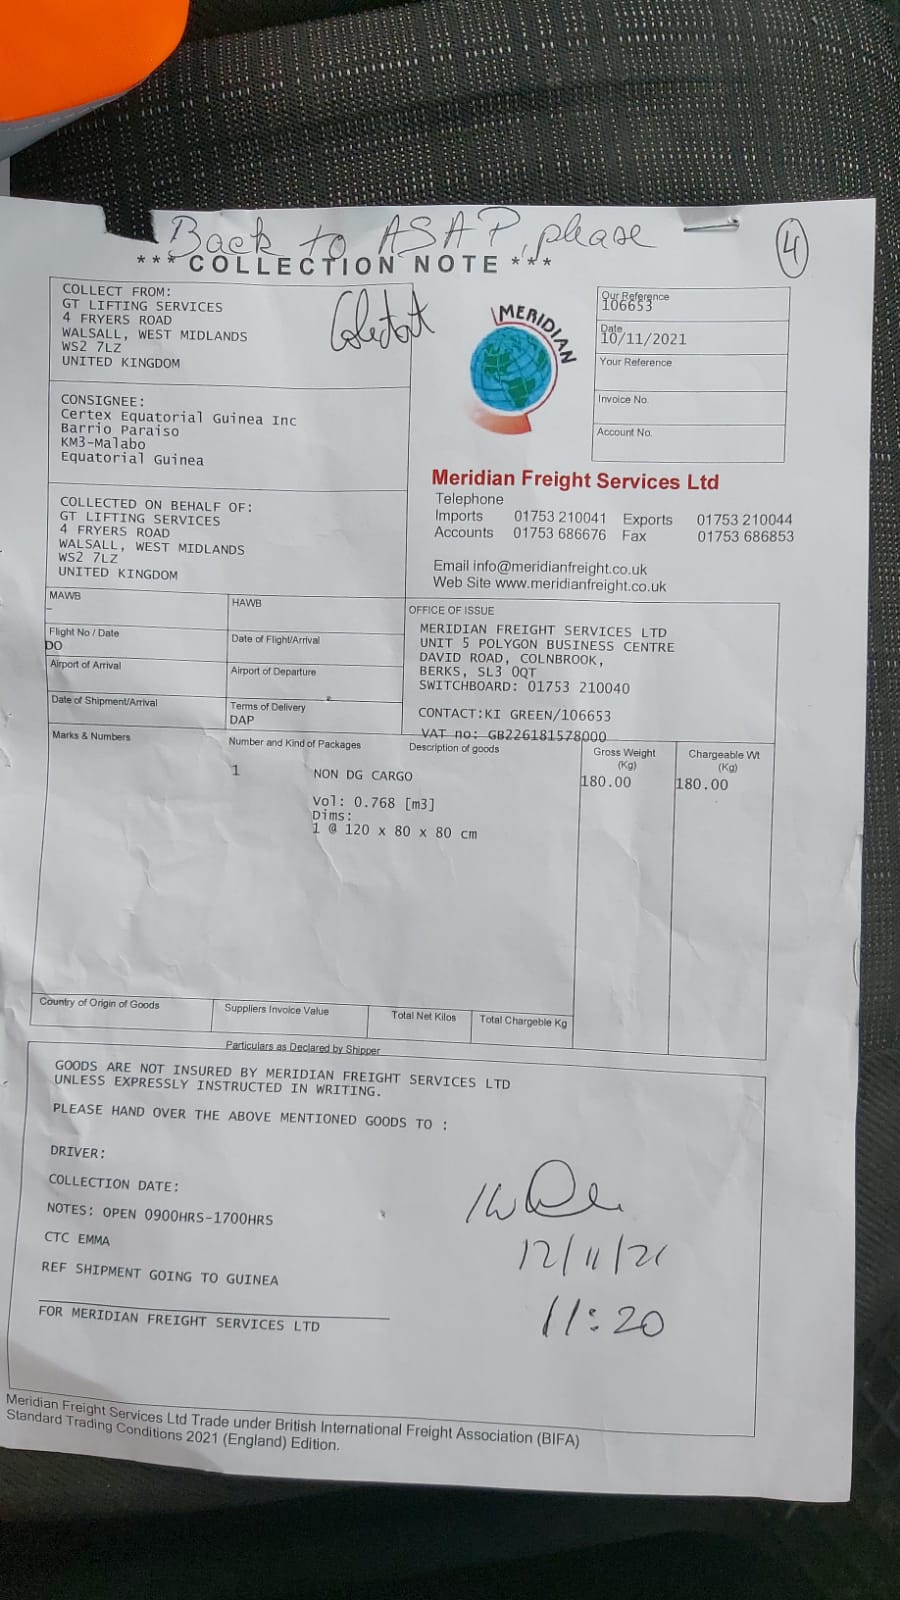 Back to ASAP, please
4
*** COLLECTION NOTE ***
COLLECT FROM:
GT LIFTING SERVICES
4 FRYERS ROAD
WALSALL, WEST MIDLANDS
WS2 7LZ
UNITED KINGDOM
MERIDIAN
Our Reference
106653
Date
10/11/2021
Your Reference
Invoice No.
Account No.
CONSIGNEE:
Certex Equatorial Guinea Inc
Barrio Paraiso
KM3-Malabo
Equatorial Guinea
Meridian Freight Services Ltd
Telephone
Imports 01753 210041 Exports 01753 210044
Accounts 01753 686676 Fax 01753 686853
Email info@meridianfreight.co.uk
Web Site www.meridianfreight.co.uk
COLLECTED ON BEHALF OF:
GT LIFTING SERVICES
4 FRYERS ROAD
WALSALL, WEST MIDLANDS
WS2 7LZ
UNITED KINGDOM
MAWB
–
HAWB
Flight No / Date
DO
Date of Flight/Arrival
Airport of Arrival
Airport of Departure
Date of Shipment/Arrival
Terms of Delivery
DAP
OFFICE OF ISSUE
MERIDIAN FREIGHT SERVICES LTD
UNIT 5 POLYGON BUSINESS CENTRE
DAVID ROAD, COLNBROOK,
BERKS, SL3 0QT
SWITCHBOARD: 01753 210040
CONTACT:KI GREEN/106653
VAT no: GB226181578000
Marks & Numbers
Number and Kind of Packages
Description of goods
Gross Weight
(Kg)
Chargeable Wt
(Kg)
1
NON DG CARGO
180.00
180.00
Vol: 0.768 [m3]
Dims:
1 @ 120 x 80 x 80 cm
Country of Origin of Goods
Suppliers Invoice Value
Total Net Kilos
Total Chargeble Kg
Particulars as Declared by Shipper
GOODS ARE NOT INSURED BY MERIDIAN FREIGHT SERVICES LTD
UNLESS EXPRESSLY INSTRUCTED IN WRITING.
PLEASE HAND OVER THE ABOVE MENTIONED GOODS TO :
DRIVER:
COLLECTION DATE:
NOTES: OPEN 0900HRS-1700HRS
CTC EMMA
REF SHIPMENT GOING TO GUINEA
12/11/21
11:20
FOR MERIDIAN FREIGHT SERVICES LTD
Meridian Freight Services Ltd Trade under British International Freight Association (BIFA)
Standard Trading Conditions 2021 (England) Edition.